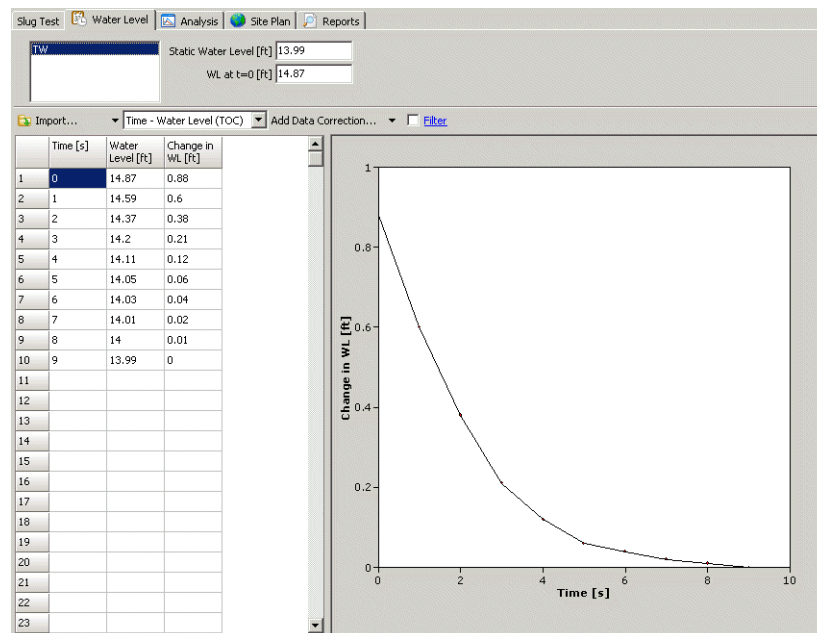 Slug Test Water Level Analysis Site Plan Reports
TW
Static Water Level [ft] 13.99
WL at t=0 [ft] 14.87
Import... Time - Water Level (TOC) Add Data Correction... Filter
Time [s] Water Level [ft] Change in WL [ft]
1 0 14.87 0.88
2 1 14.59 0.6
3 2 14.37 0.38
4 3 14.2 0.21
5 4 14.11 0.12
6 5 14.05 0.06
7 6 14.03 0.04
8 7 14.01 0.02
9 8 14 0.01
10 9 13.99 0
11
12
13
14
15
16
17
18
19
20
21
22
23
1
0.8
0.6
0.4
0.2
0
Change in WL [ft]
0 2 4 6 8 10
Time [s]